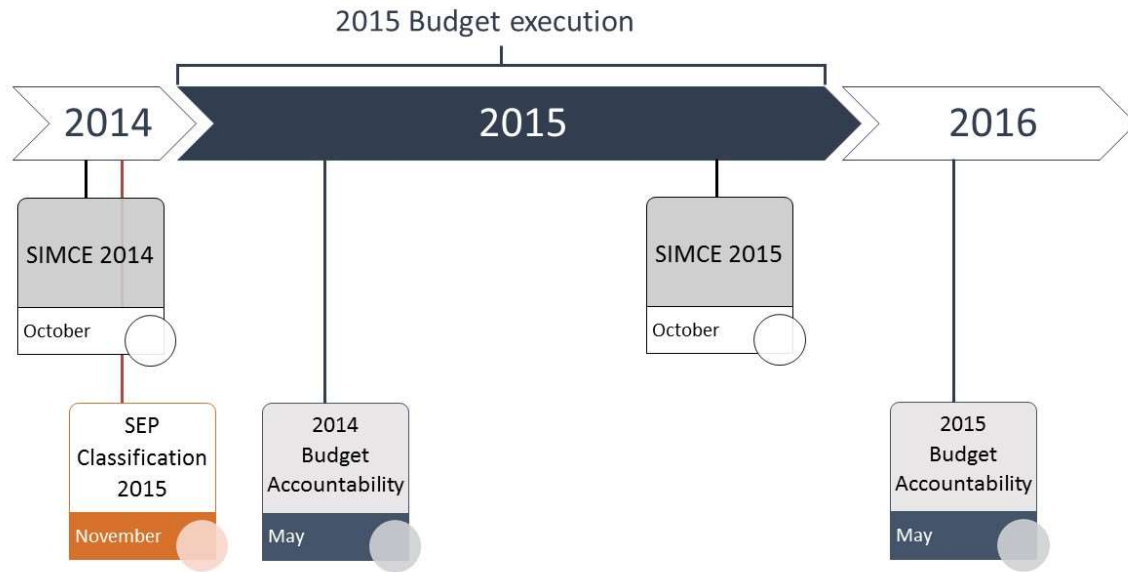 2015 Budget execution
2014
2015
2016
SIMCE 2014
October
SIMCE 2015
October
SEP
Classification
2015
November
2014
Budget
Accountability
May
2015
Budget
Accountability
May